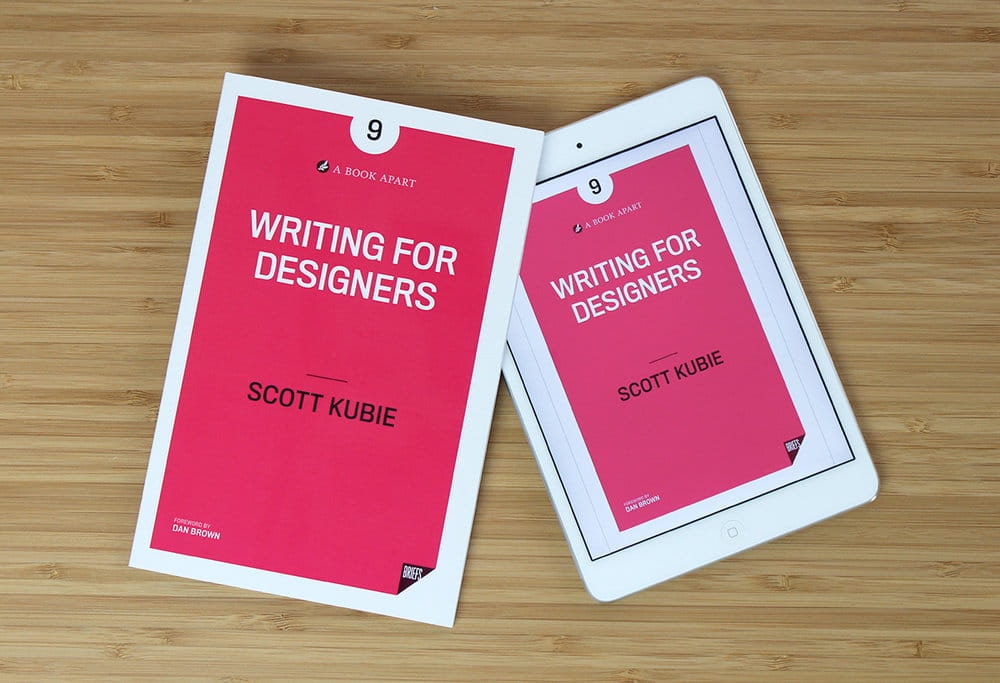 9
A BOOK APART
WRITING FOR
DESIGNERS
SCOTT KUBIE
FOREWORD BY
DAN BROWN
BRIEFS
9
A BOOK APART
WRITING FOR
DESIGNERS
SCOTT KUBIE
FOREWORD BY
DAN BROWN
BRIEFS